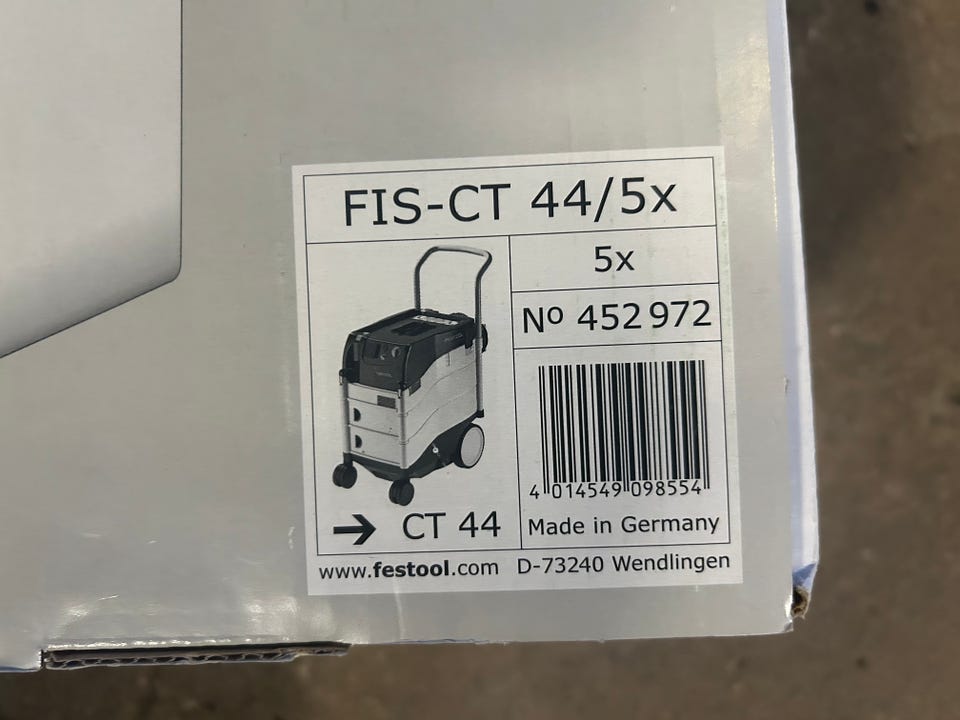 FIS-CT 44/5x
5x
Nº 452 972
4 014549 098554
Made in Germany
→ CT 44
www.festool.com D-73240 Wendlingen